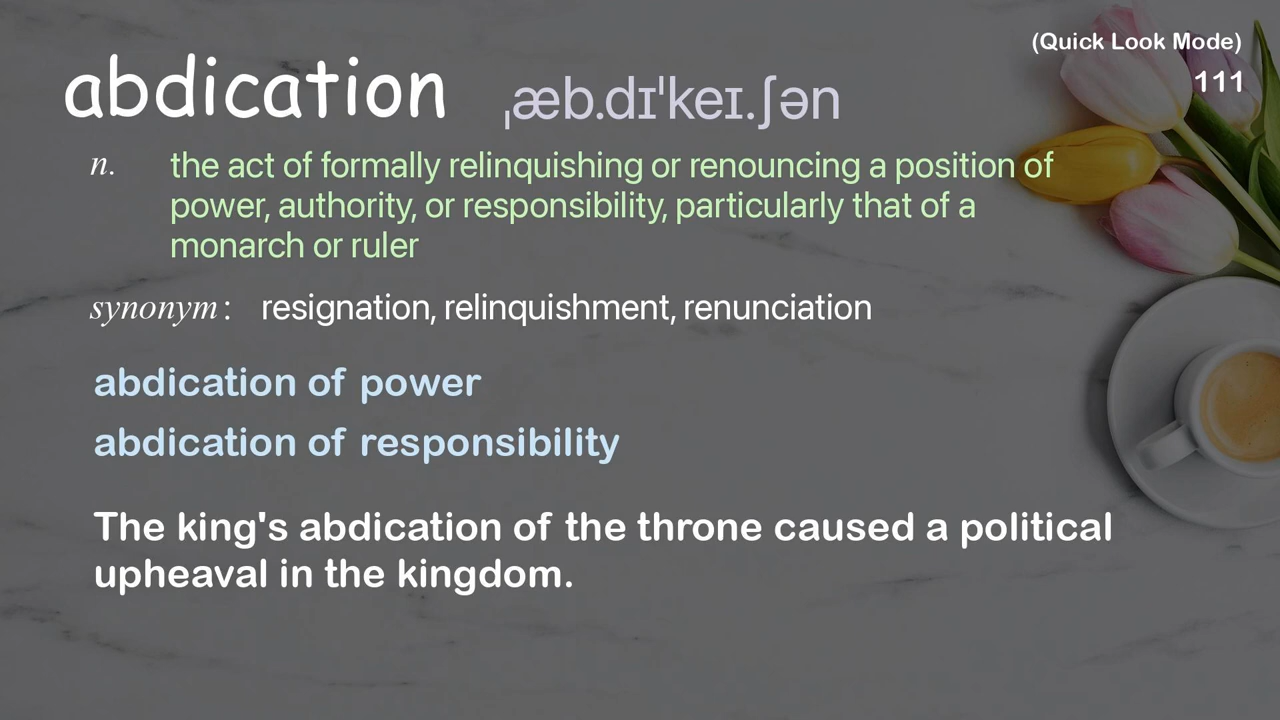 (Quick Look Mode)
111
abdication ˌæb.dɪˈkeɪ.ʃən
n. the act of formally relinquishing or renouncing a position of
power, authority, or responsibility, particularly that of a
monarch or ruler
synonym: resignation, relinquishment, renunciation
abdication of power
abdication of responsibility
The king's abdication of the throne caused a political
upheaval in the kingdom.